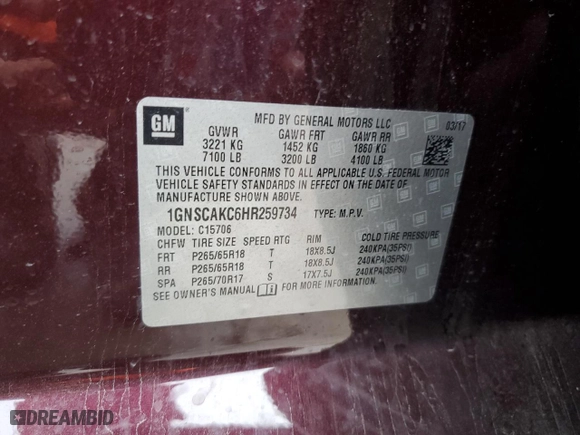 GM
MFD BY GENERAL MOTORS LLC 03/17
GVWR GAWR FRT GAWR RR
3221 KG 1452 KG 1860 KG
7100 LB 3200 LB 4100 LB
THIS VEHICLE CONFORMS TO ALL APPLICABLE U.S. FEDERAL MOTOR
VEHICLE SAFETY STANDARDS IN EFFECT ON THE DATE OF
MANUFACTURE SHOWN ABOVE.
1GNSCAKC6HR259734 TYPE: M.P.V.
MODEL: C15706
CHFW TIRE SIZE SPEED RTG RIM COLD TIRE PRESSURE
FRT P265/65R18 T 18X8.5J 240KPA(35PSI)
RR P265/65R18 T 18X8.5J 240KPA(35PSI)
SPA P265/70R17 S 17X7.5J 240KPA(35PSI)
SEE OWNER'S MANUAL FOR MORE INFORMATION.
DREAMBID